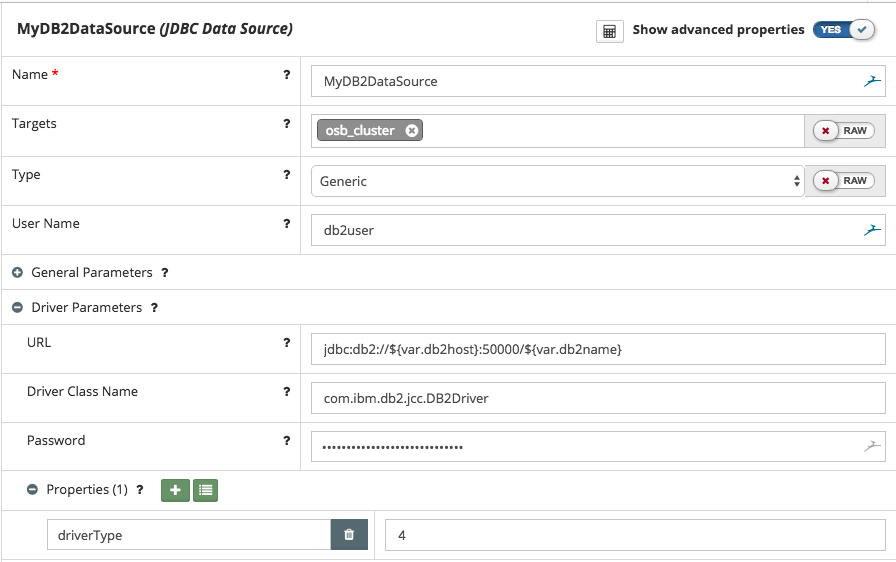 MyDB2DataSource (JDBC Data Source)
Show advanced properties YES
Name * ?
MyDB2DataSource
Targets ?
osb_cluster
RAW
Type ?
Generic
RAW
User Name ?
db2user
General Parameters ?
Driver Parameters ?
URL ?
jdbc:db2://${var.db2host}:50000/${var.db2name}
Driver Class Name ?
com.ibm.db2.jcc.DB2Driver
Password ?
•••••••••••••••••••••••••••••
Properties (1) ?
driverType
4